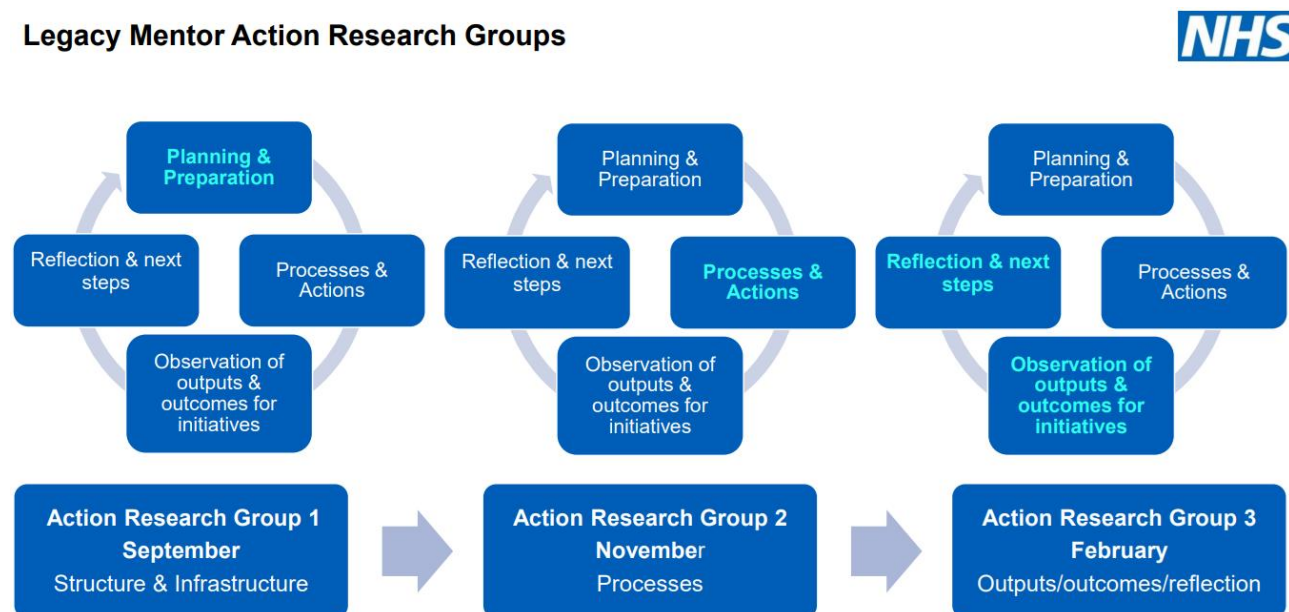 Legacy Mentor Action Research Groups
NHS
Planning &
Preparation
Processes &
Actions
Observation of
outputs &
outcomes for
initiatives
Reflection & next
steps
Planning &
Preparation
Processes &
Actions
Observation of
outputs &
outcomes for
initiatives
Reflection & next
steps
Planning &
Preparation
Processes &
Actions
Observation of
outputs &
outcomes for
initiatives
Reflection & next
steps
Action Research Group 1
September
Structure & Infrastructure
Action Research Group 2
November
Processes
Action Research Group 3
February
Outputs/outcomes/reflection